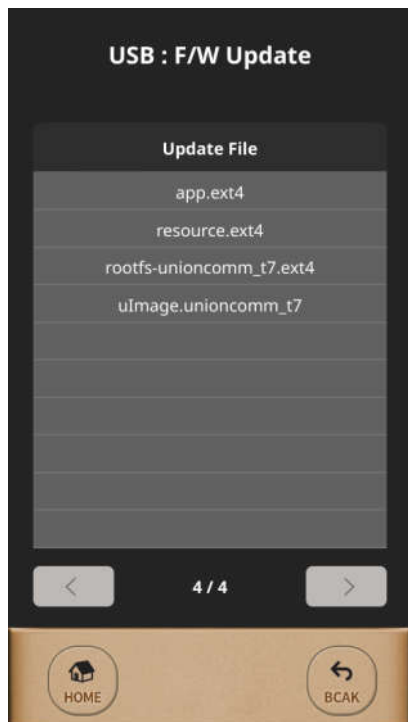 USB : F/W Update
Update File
app.ext4
resource.ext4
rootfs-unioncomm_t7.ext4
uImage.unioncomm_t7
4 / 4
HOME
BCAK